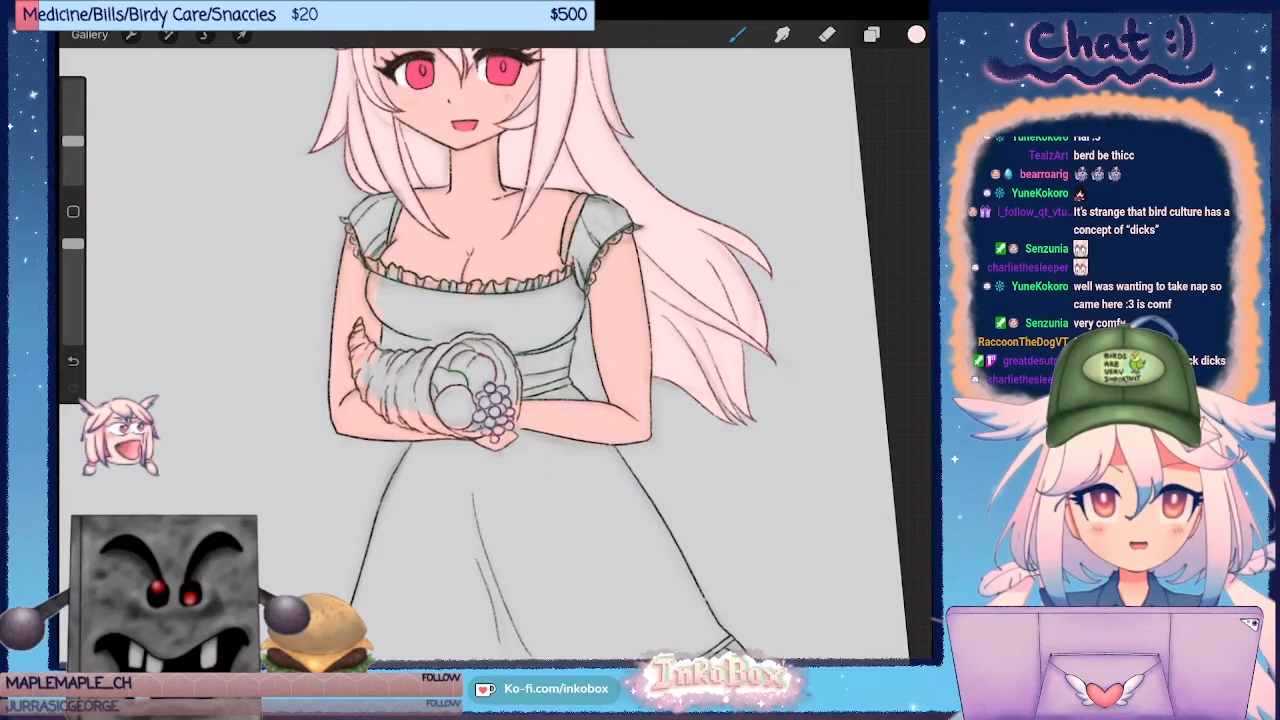 Medicine/Bills/Birdy Care/Snaccies $20 $500
Gallery
Chat :)
YuneKokoro
TealzArt berd be thicc
bearroarig
YuneKokoro
i_follow_qt_vtu.. It's strange that bird culture has a
concept of "dicks"
Senzunia
charliethesleeper
YuneKokoro well was wanting to take nap so
came here :3 is comf
Senzunia very comfy
RaccoonTheDogVT
dicks
BIRDS
ARE
VERY
IMPORTANT
MAPLEMAPLE_CH FOLLOW
JURRASICGEORGE FOLLOW
Ko-fi.com/inkobox
InkoBox